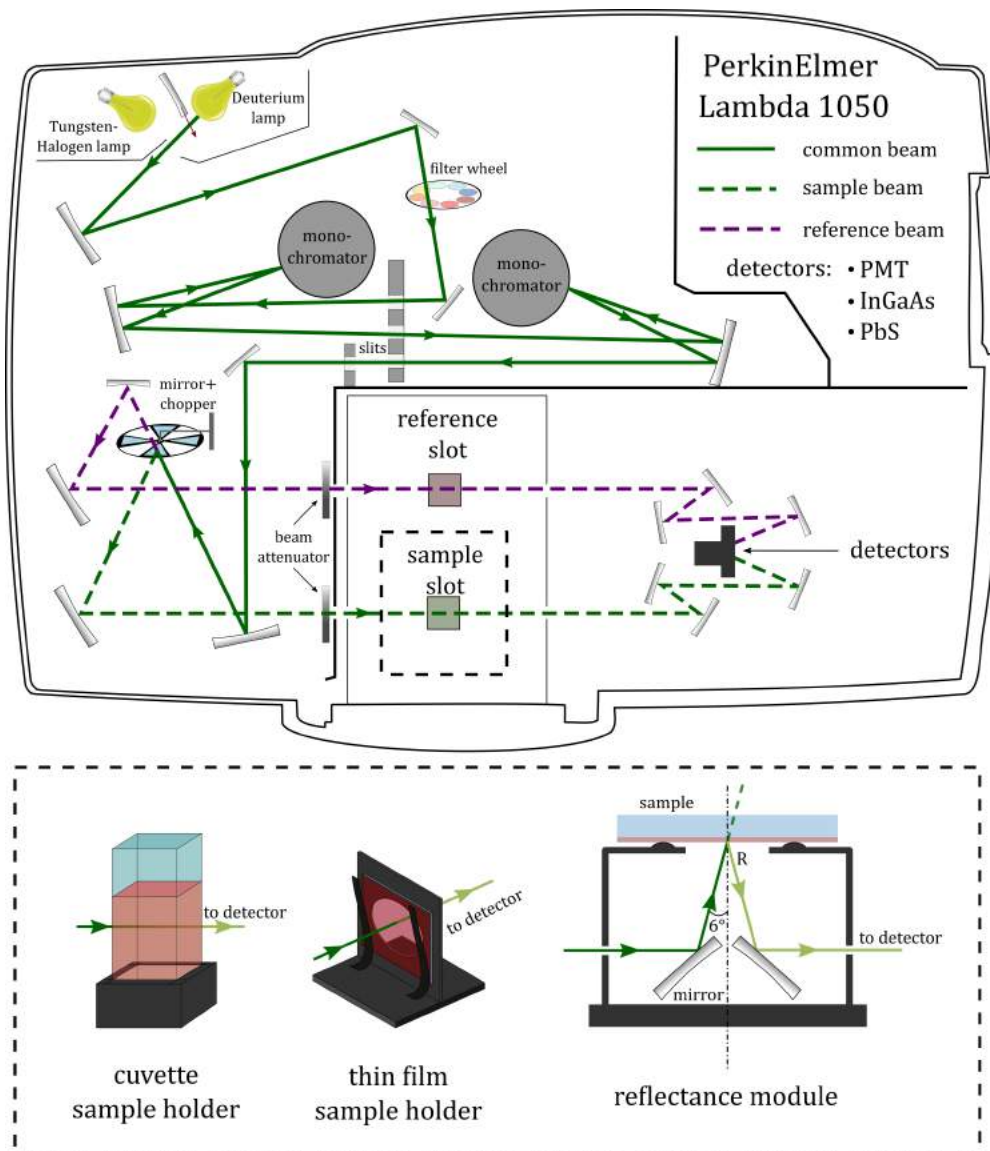 PerkinElmer
Lambda 1050
common beam
sample beam
reference beam
detectors: • PMT
• InGaAs
• PbS
Tungsten-
Halogen lamp
Deuterium
lamp
filter wheel
mono-
chromator
mono-
chromator
slits
mirror+
chopper
reference
slot
beam
attenuator
sample
slot
detectors
to detector
cuvette
sample holder
to detector
thin film
sample holder
sample
R
6°
to detector
mirror
reflectance module